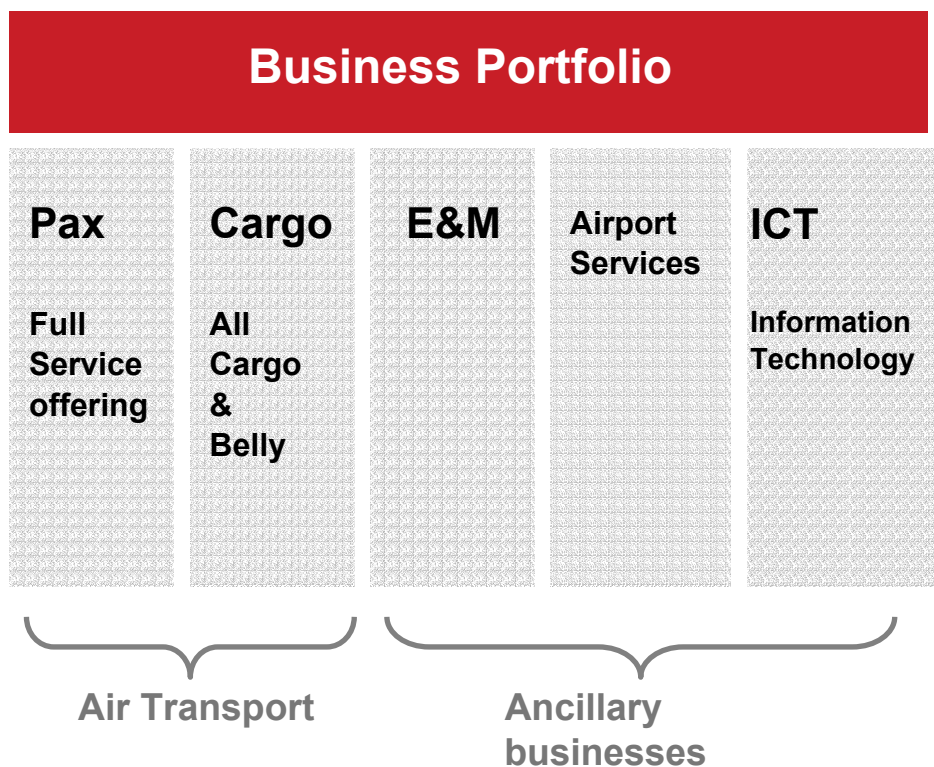 Business Portfolio
Pax
Full
Service
offering
Cargo
All
Cargo
&
Belly
E&M
Airport
Services
ICT
Information
Technology
Air Transport
Ancillary
businesses